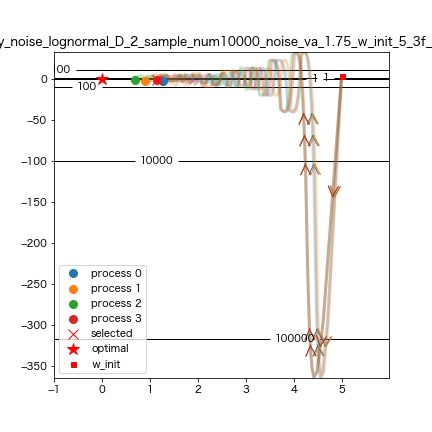 y_noise_lognormal_D_2_sample_num10000_noise_va_1.75_w_init_5_3f_
0
−50
−100
−150
−200
−250
−300
−350
00
100
1 1
10000
100000
process 0
process 1
process 2
process 3
selected
optimal
w_init
−1 0 1 2 3 4 5